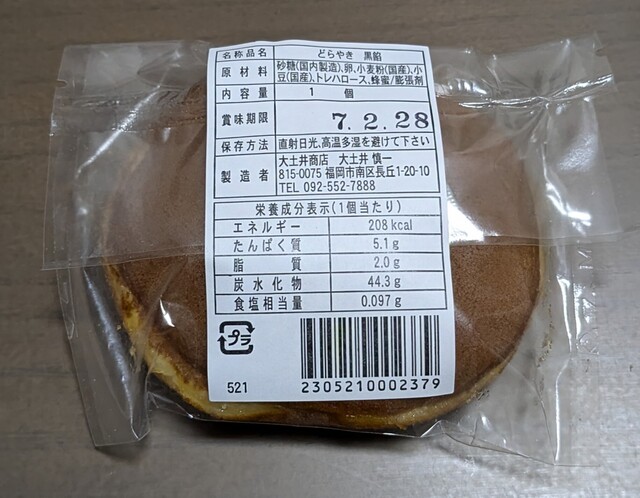 名称品名 どらやき 黒餡
原材料 砂糖(国内製造),卵,小麦粉(国産),小
豆(国産),トレハロース,蜂蜜/膨張剤
内容量 1 個
賞味期限 7.2.28
保存方法 直射日光,高温多湿を避けて下さい
製造者 大土井商店 大土井 慎一
815-0075 福岡市南区長丘1-20-10
TEL 092-552-7888
栄養成分表示(1個当たり)
エネルギー 208 kcal
たんぱく質 5.1 g
脂質 2.0 g
炭水化物 44.3 g
食塩相当量 0.097 g
プラ
521
2305210002379